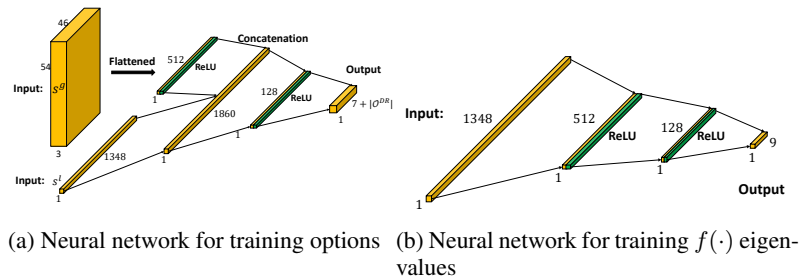 46
54
Input: s^g
3
Flattened
512
ReLU
1
Concatenation
1860
1
128
ReLU
1
Output
7 + |O^{DR}|
1
1348
Input: s^l
1
(a) Neural network for training options
Input:
1348
1
512
ReLU
1
128
ReLU
1
9
1
Output
(b) Neural network for training f(·) eigen-
values